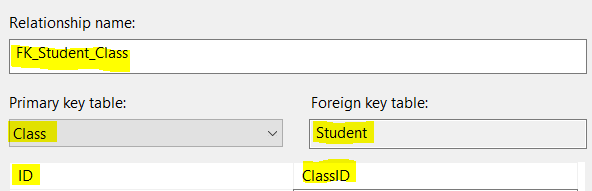 Relationship name:
FK_Student_Class
Primary key table: Foreign key table:
Class Student
ID ClassID